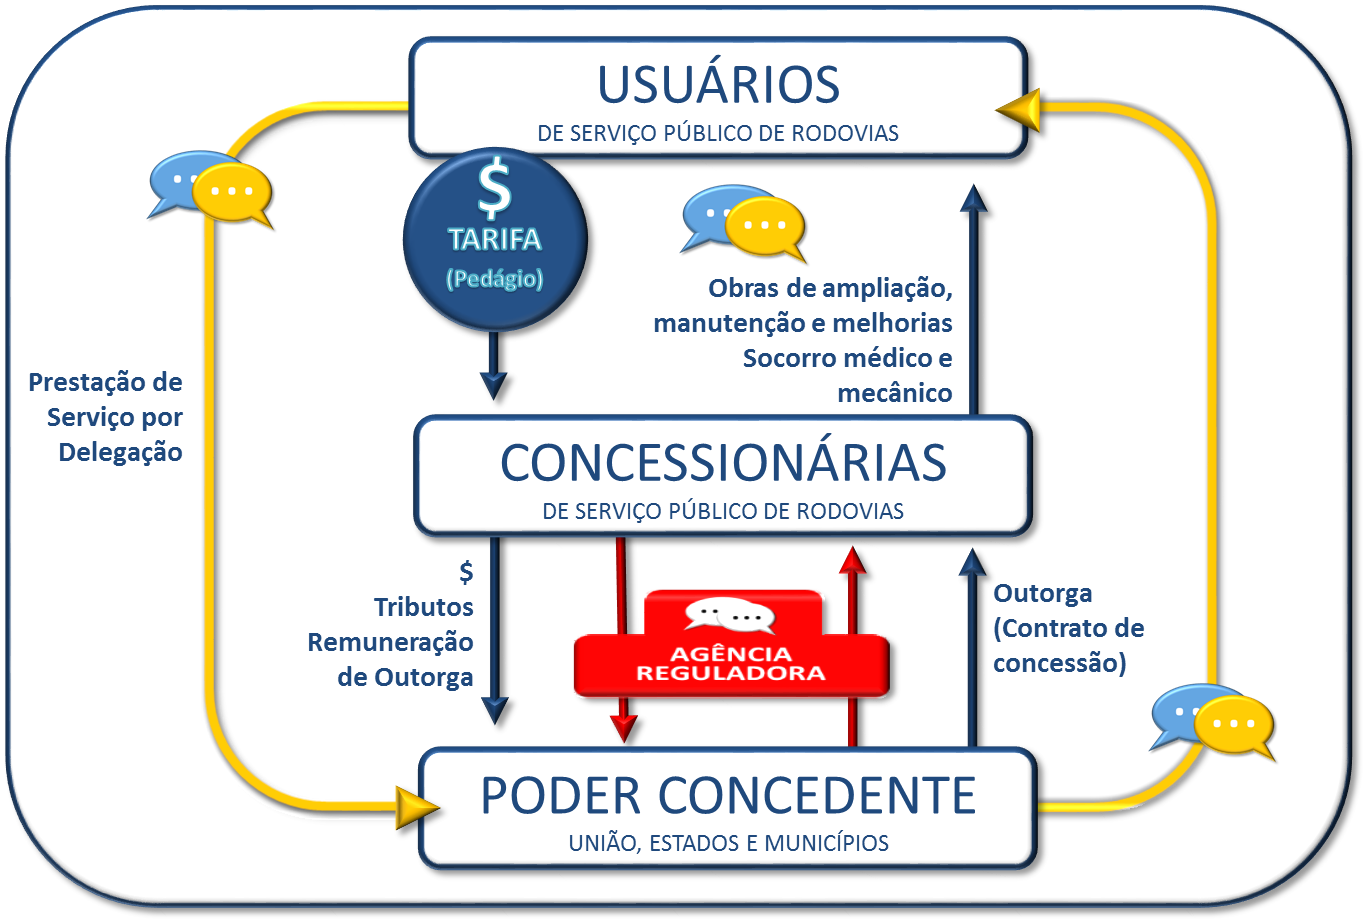 USUÁRIOS
DE SERVIÇO PÚBLICO DE RODOVIAS
$
TARIFA
(Pedágio)
Obras de ampliação,
manutenção e melhorias
Socorro médico e
mecânico
Prestação de
Serviço por
Delegação
CONCESSIONÁRIAS
DE SERVIÇO PÚBLICO DE RODOVIAS
$
Tributos
Remuneração
de Outorga
AGÊNCIA
REGULADORA
Outorga
(Contrato de
concessão)
PODER CONCEDENTE
UNIÃO, ESTADOS E MUNICÍPIOS